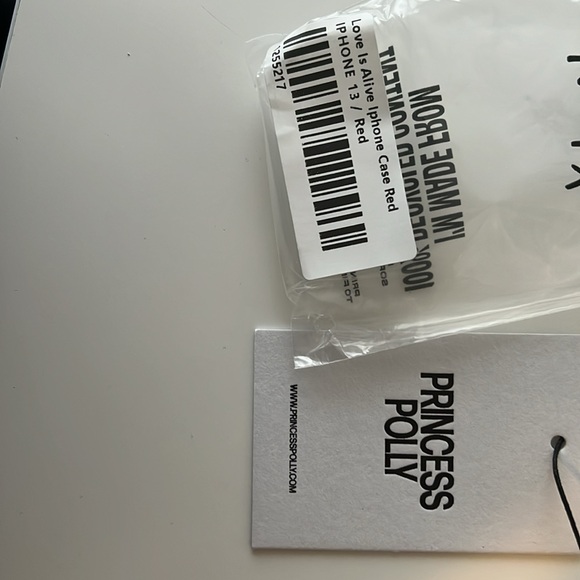 Love Is Alive Iphone Case Red
IPHONE 13 / Red
255217
I'M MADE FROM
100% RECYCLED CONTENT
PRINCESS
POLLY
WWW.PRINCESSPOLLY.COM